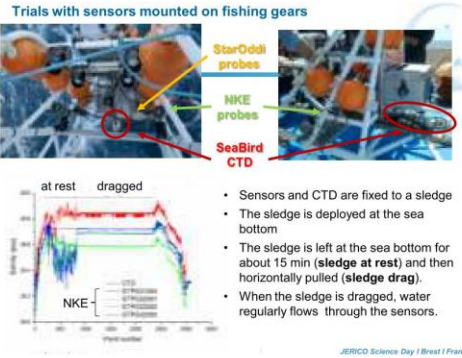 Trials with sensors mounted on fishing gears
StarOddi
probes
NKE
probes
SeaBird
CTD
at rest dragged
NKE
CTD
• Sensors and CTD are fixed to a sledge
• The sledge is deployed at the sea
bottom
• The sledge is left at the sea bottom for
about 15 min (sledge at rest) and then
horizontally pulled (sledge drag).
• When the sledge is dragged, water
regularly flows through the sensors.
JERICO Science Day I Brest I Fran